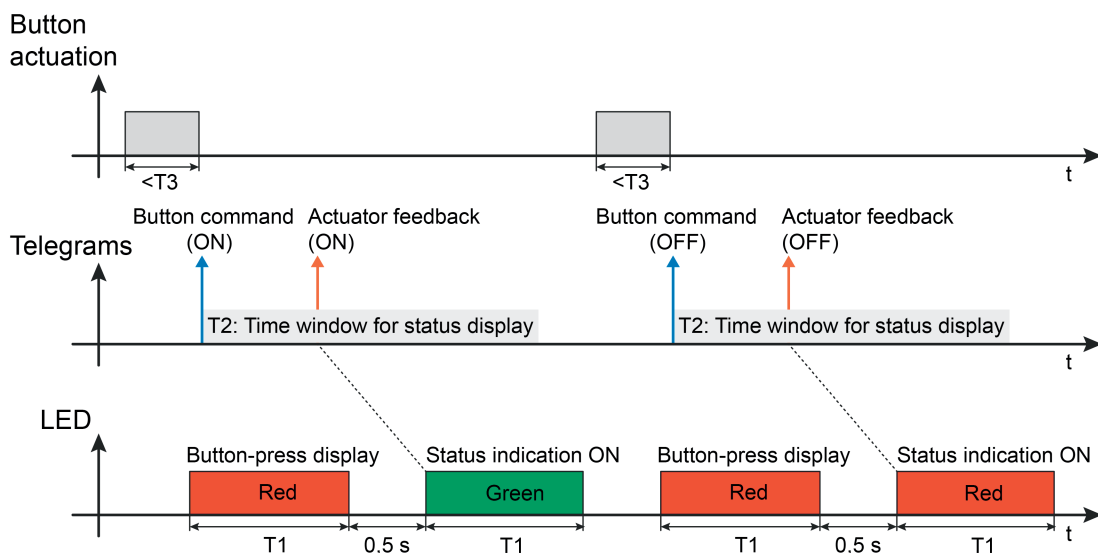 Button
actuation
<T3
<T3
t
Button command
(ON)
Actuator feedback
(ON)
Button command
(OFF)
Actuator feedback
(OFF)
Telegrams
T2: Time window for status display
T2: Time window for status display
t
LED
Button-press display
Status indication ON
Button-press display
Status indication ON
Red
Green
Red
Red
T1
0,5 s
T1
T1
0,5 s
T1
t